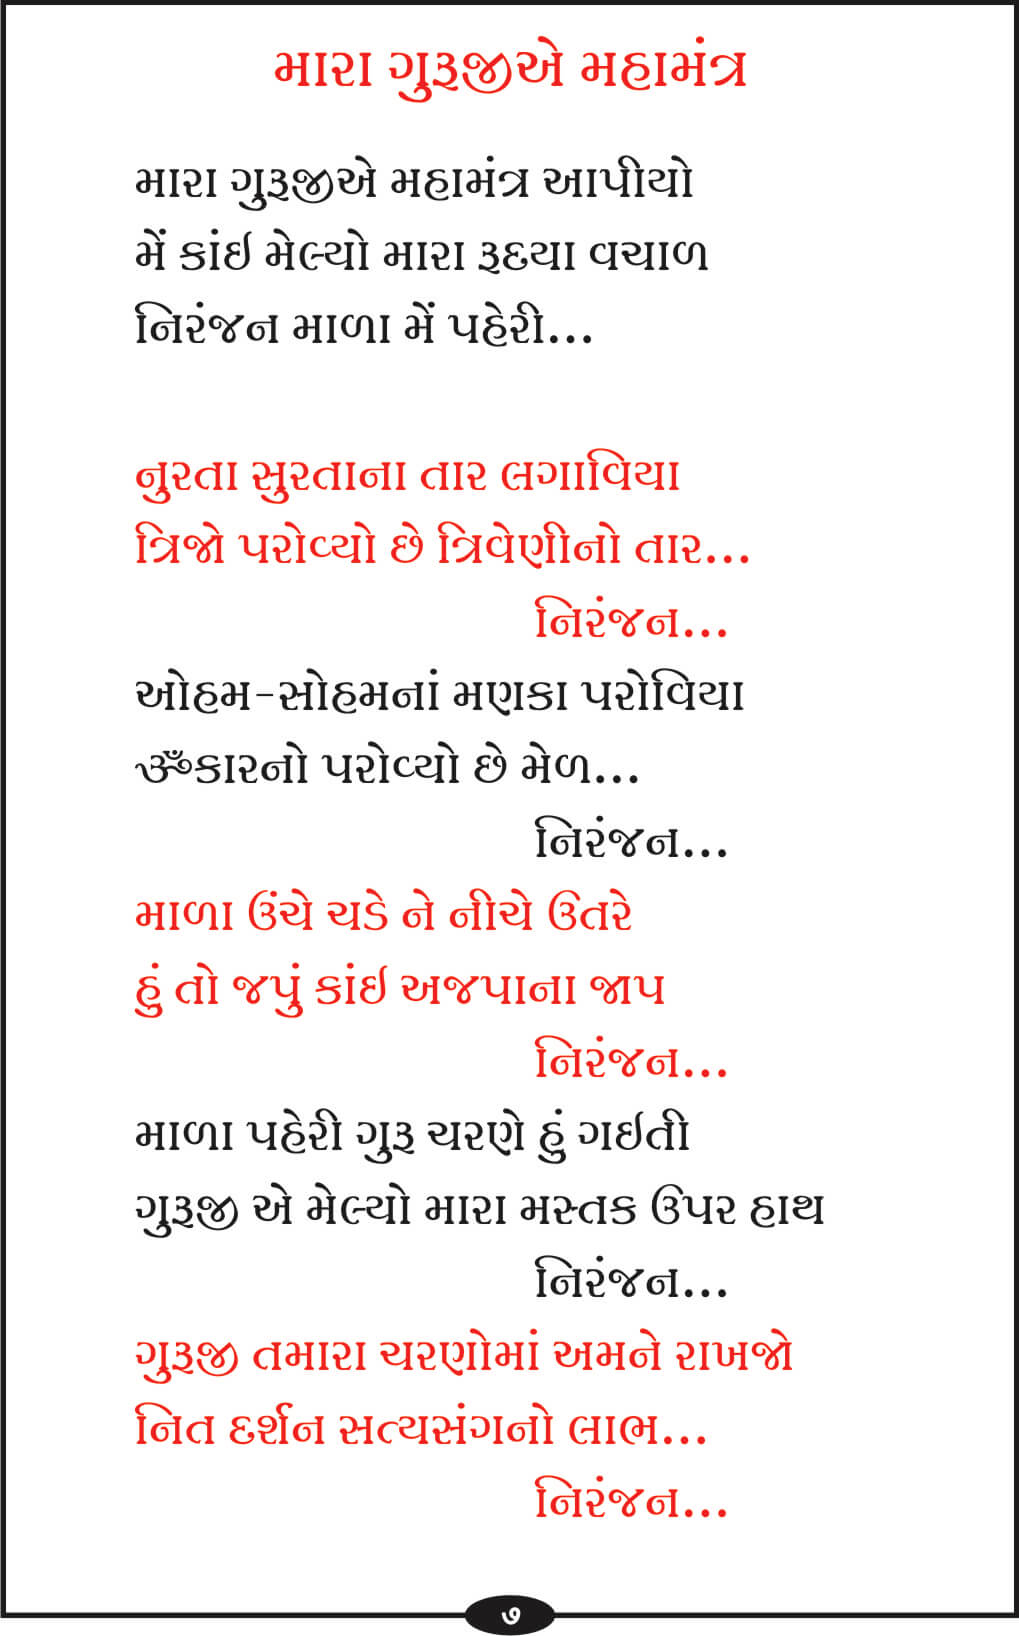 મારા ગુરૂજીએ મહામંત્ર
મારા ગુરૂજીએ મહામંત્ર આપીયો
મેં કાંઇ મેલ્યો મારા રૂદયા વચાળ
નિરંજન માળા મેં પહેરી...
નુરતા સુરતાના તાર લગાવિયા
ત્રિજો પરોવ્યો છે ત્રિવેણીનો તાર...
નિરંજન...
ઓહમ-સોહમનાં મણકા પરોવિયા
ૐકારનો પરોવ્યો છે મેળ...
નિરંજન...
માળા ઉંચે ચડે ને નીચે ઉતરે
હું તો જપું કાંઇ અજપાના જાપ
નિરંજન...
માળા પહેરી ગુરૂ ચરણે હું ગઇતી
ગુરૂજી એ મેલ્યો મારા મસ્તક ઉપર હાથ
નિરંજન...
ગુરૂજી તમારા ચરણોમાં અમને રાખજો
નિત દર્શન સત્યસંગનો લાભ...
નિરંજન...
૭